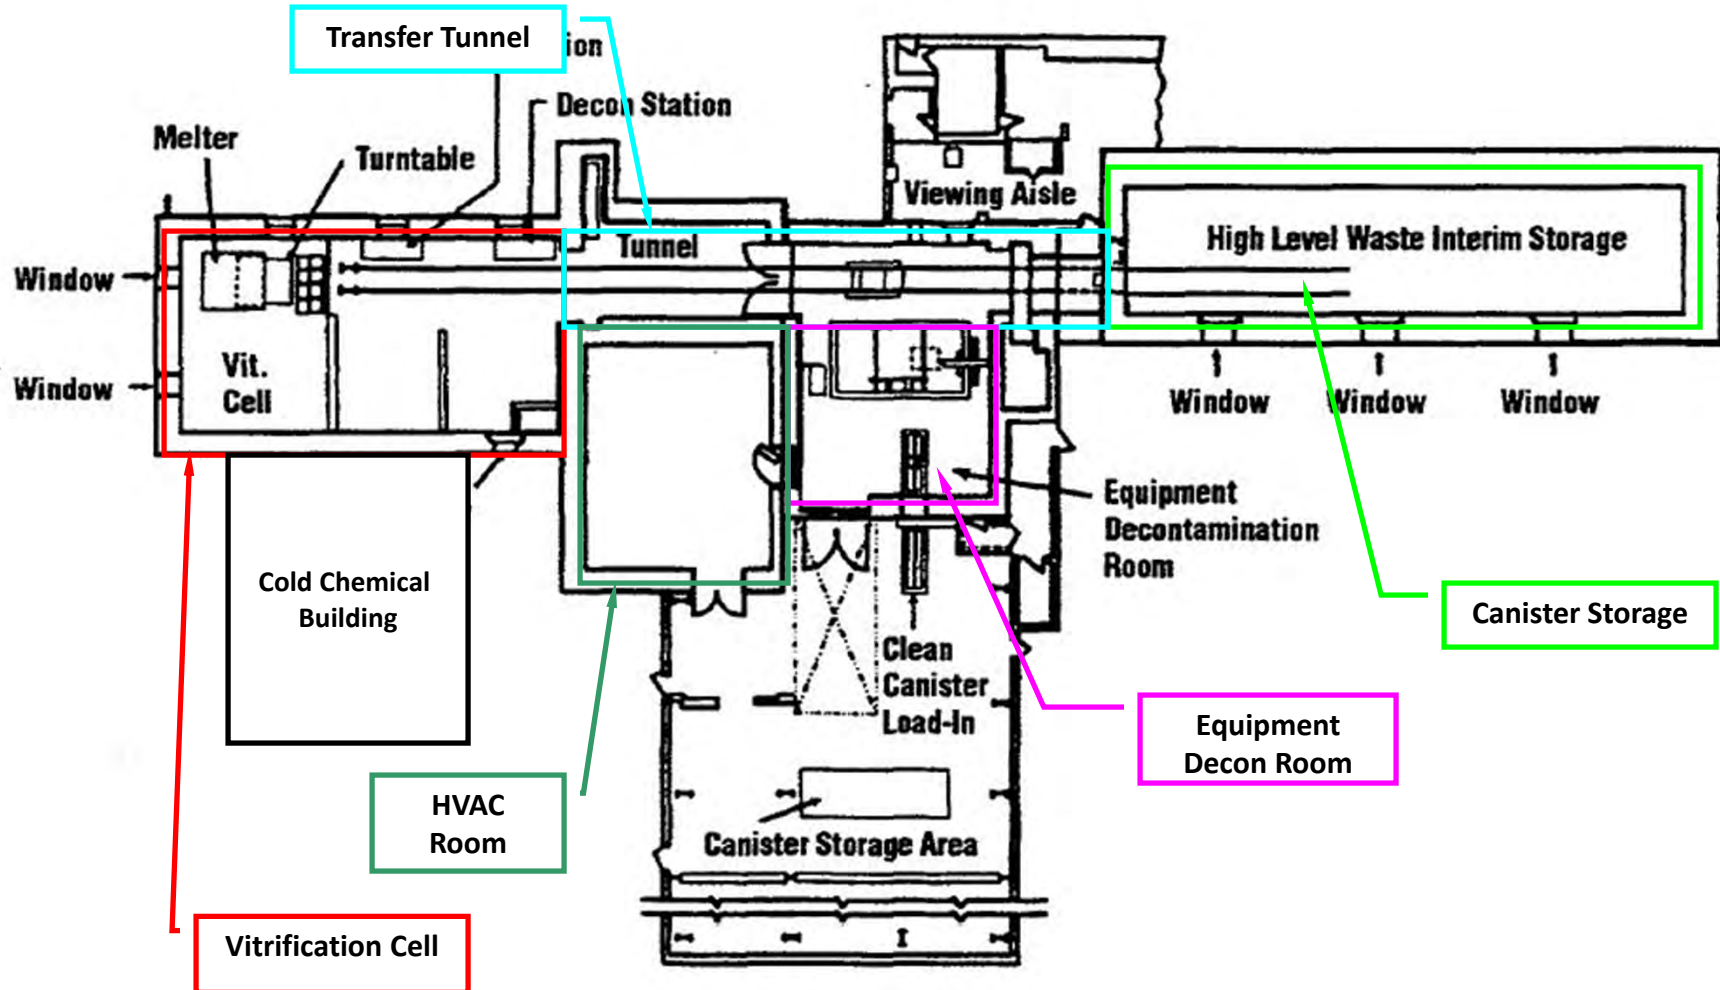 Transfer Tunnel
ion
Decon Station
Melter
Turntable
Viewing Aisle
Tunnel
High Level Waste Interim Storage
Window
Vit.
Cell
Window
Window
Window
Window
Equipment
Decontamination
Room
Cold Chemical
Building
Canister Storage
Clean
Canister
Load-In
Equipment
Decon Room
HVAC
Room
Canister Storage Area
Vitrification Cell